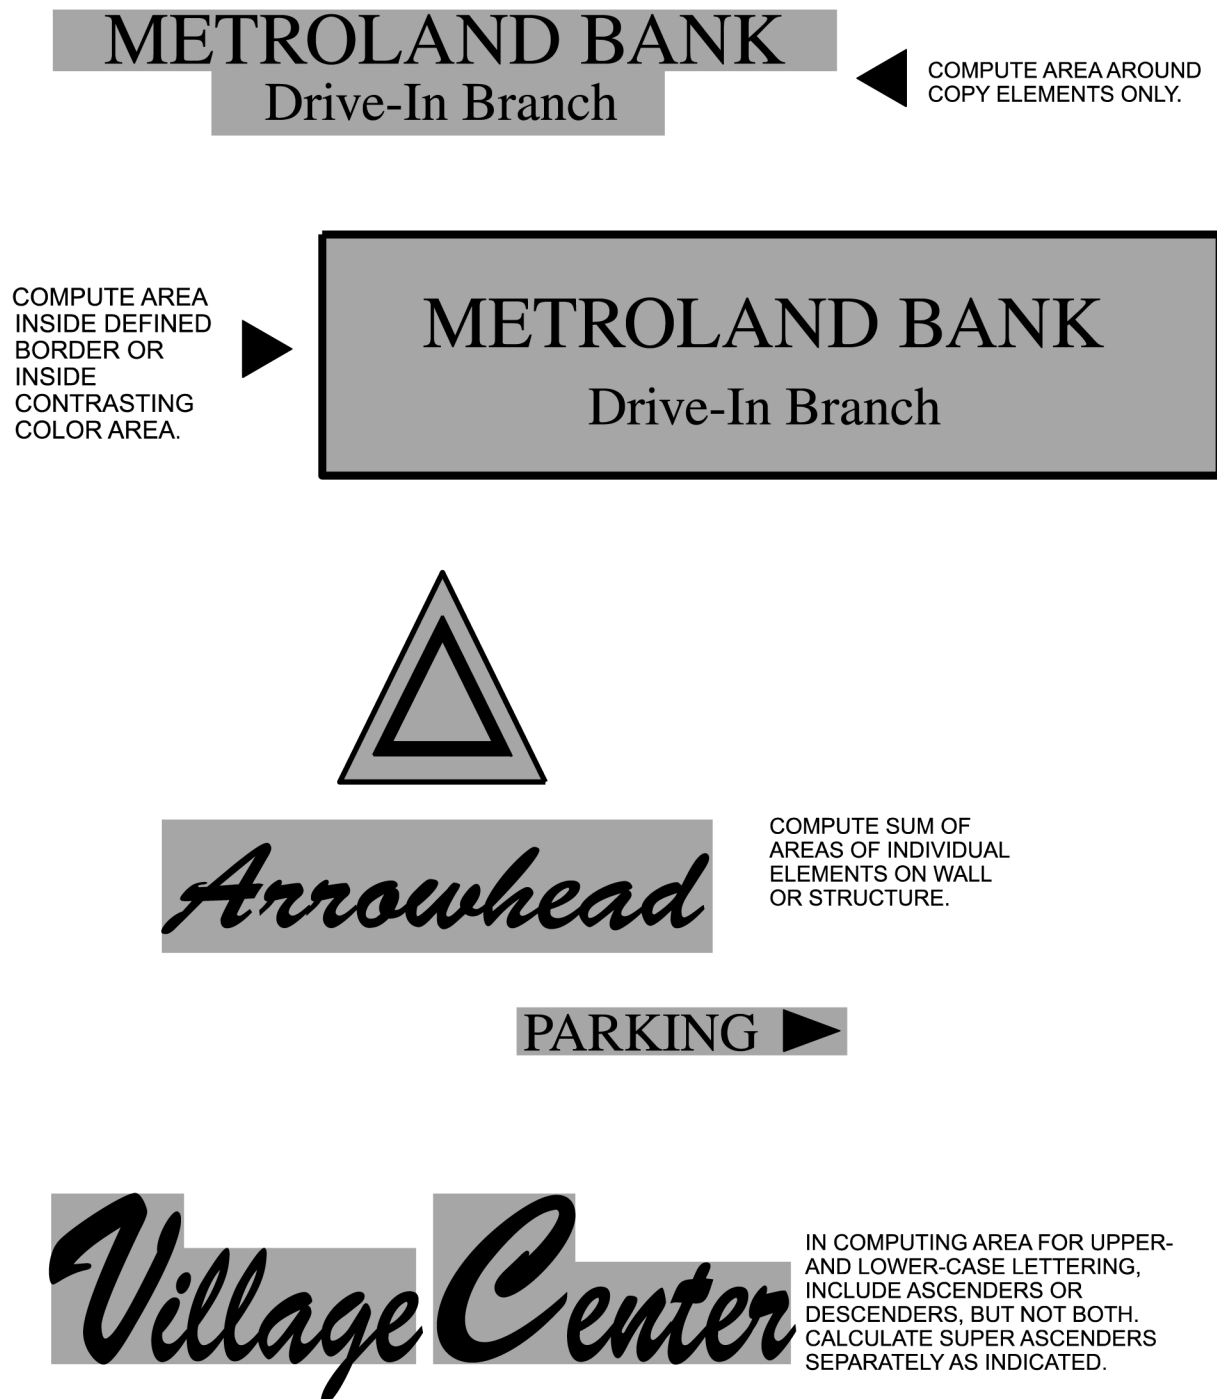 METROLAND BANK
Drive-In Branch
COMPUTE AREA AROUND
COPY ELEMENTS ONLY.
COMPUTE AREA
INSIDE DEFINED
BORDER OR
INSIDE
CONTRASTING
COLOR AREA.
METROLAND BANK
Drive-In Branch
Arrowhead
COMPUTE SUM OF
AREAS OF INDIVIDUAL
ELEMENTS ON WALL
OR STRUCTURE.
PARKING
Village Center
IN COMPUTING AREA FOR UPPER-
AND LOWER-CASE LETTERING,
INCLUDE ASCENDERS OR
DESCENDERS, BUT NOT BOTH.
CALCULATE SUPER ASCENDERS
SEPARATELY AS INDICATED.